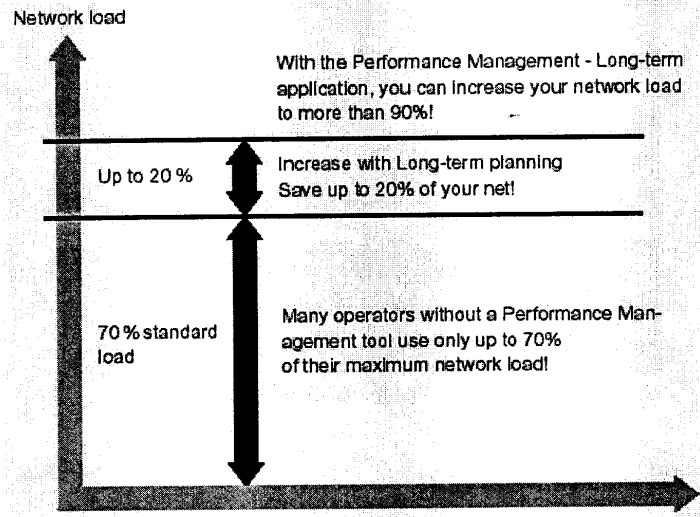 Network load
With the Performance Management - Long-term
application, you can increase your network load
to more than 90%!
Up to 20 %
Increase with Long-term planning
Save up to 20% of your net!
70 % standard
load
Many operators without a Performance Man-
agement tool use only up to 70%
of their maximum network load!